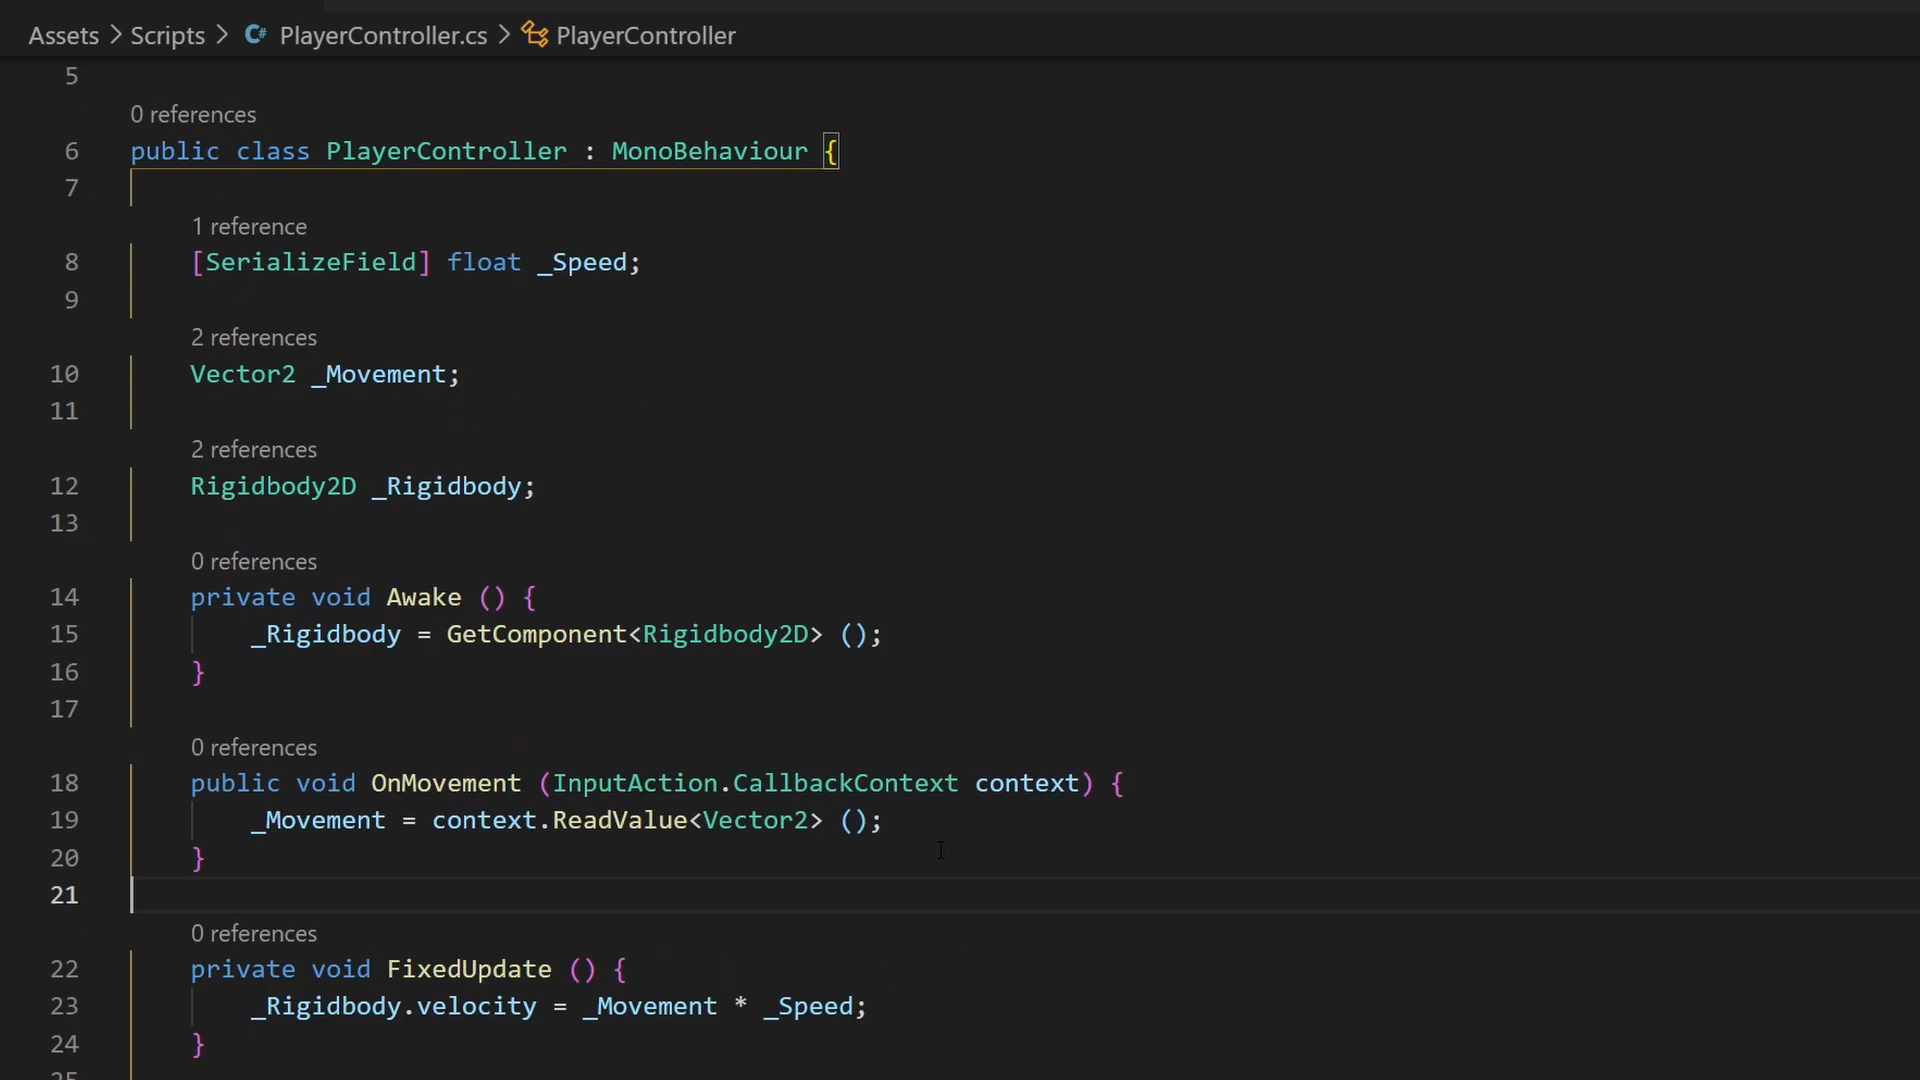 Assets > Scripts > C# PlayerController.cs > PlayerController
5
0 references
6 public class PlayerController : MonoBehaviour {
7
1 reference
8 [SerializeField] float _Speed;
9
2 references
10 Vector2 _Movement;
11
2 references
12 Rigidbody2D _Rigidbody;
13
0 references
14 private void Awake () {
15 _Rigidbody = GetComponent<Rigidbody2D> ();
16 }
17
0 references
18 public void OnMovement (InputAction.CallbackContext context) {
19 _Movement = context.ReadValue<Vector2> ();
20 }
21
0 references
22 private void FixedUpdate () {
23 _Rigidbody.velocity = _Movement * _Speed;
24 }
25